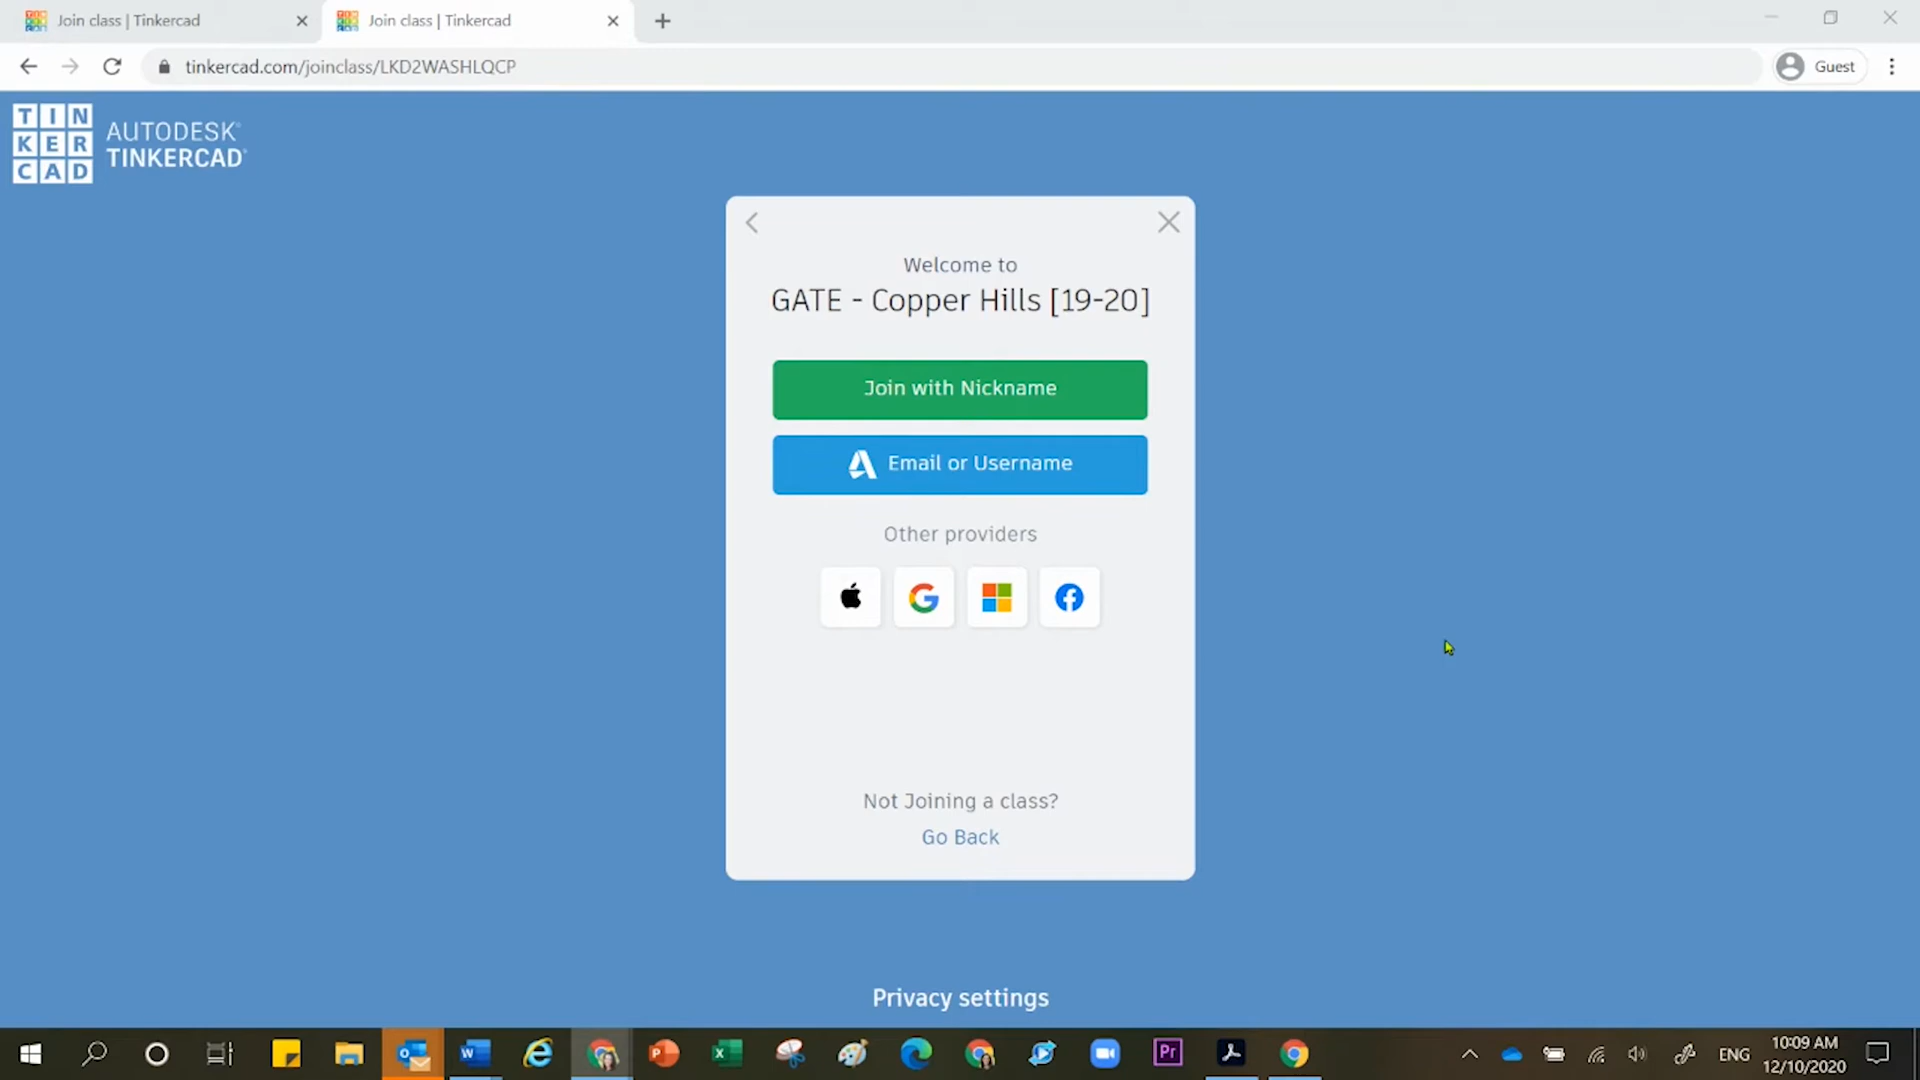 Join class | Tinkercad
Join class | Tinkercad
tinkercad.com/joinclass/LKD2WASHLQCP
Guest
TIN
KER
CAD
AUTODESK®
TINKERCAD®
Welcome to
GATE - Copper Hills [19-20]
Join with Nickname
Email or Username
Other providers
Not Joining a class?
Go Back
Privacy settings
Pr
ENG
10:09 AM
12/10/2020